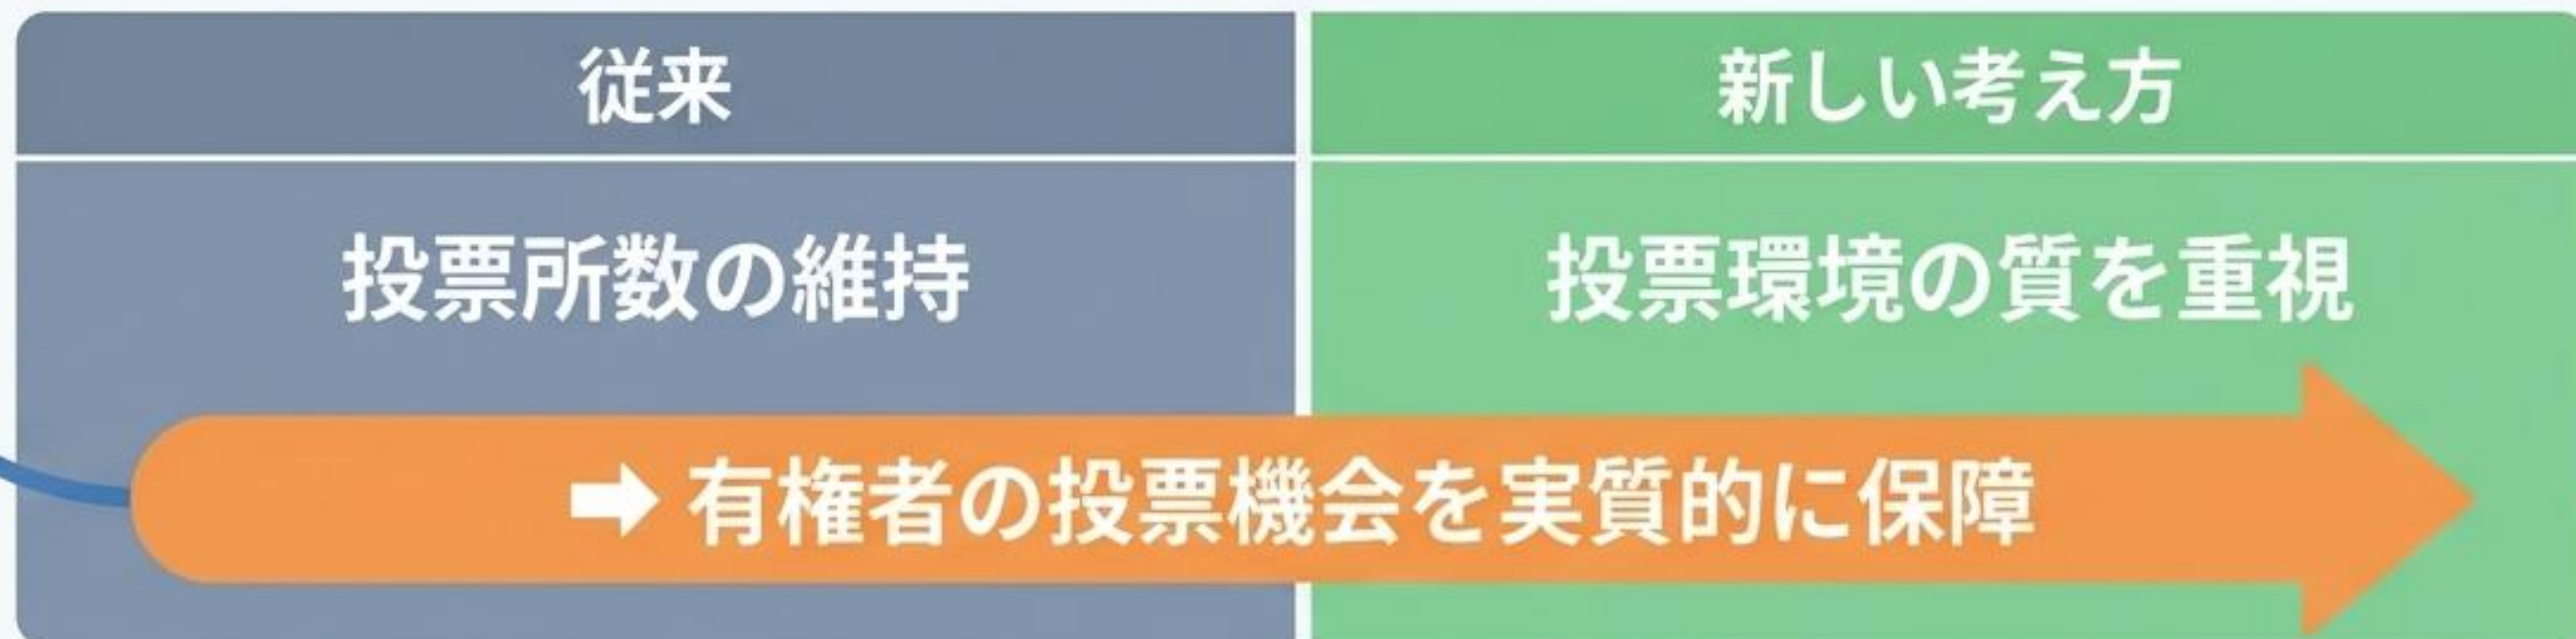 従来
新しい考え方
投票所数の維持
投票環境の質を重視
➡ 有権者の投票機会を実質的に保障